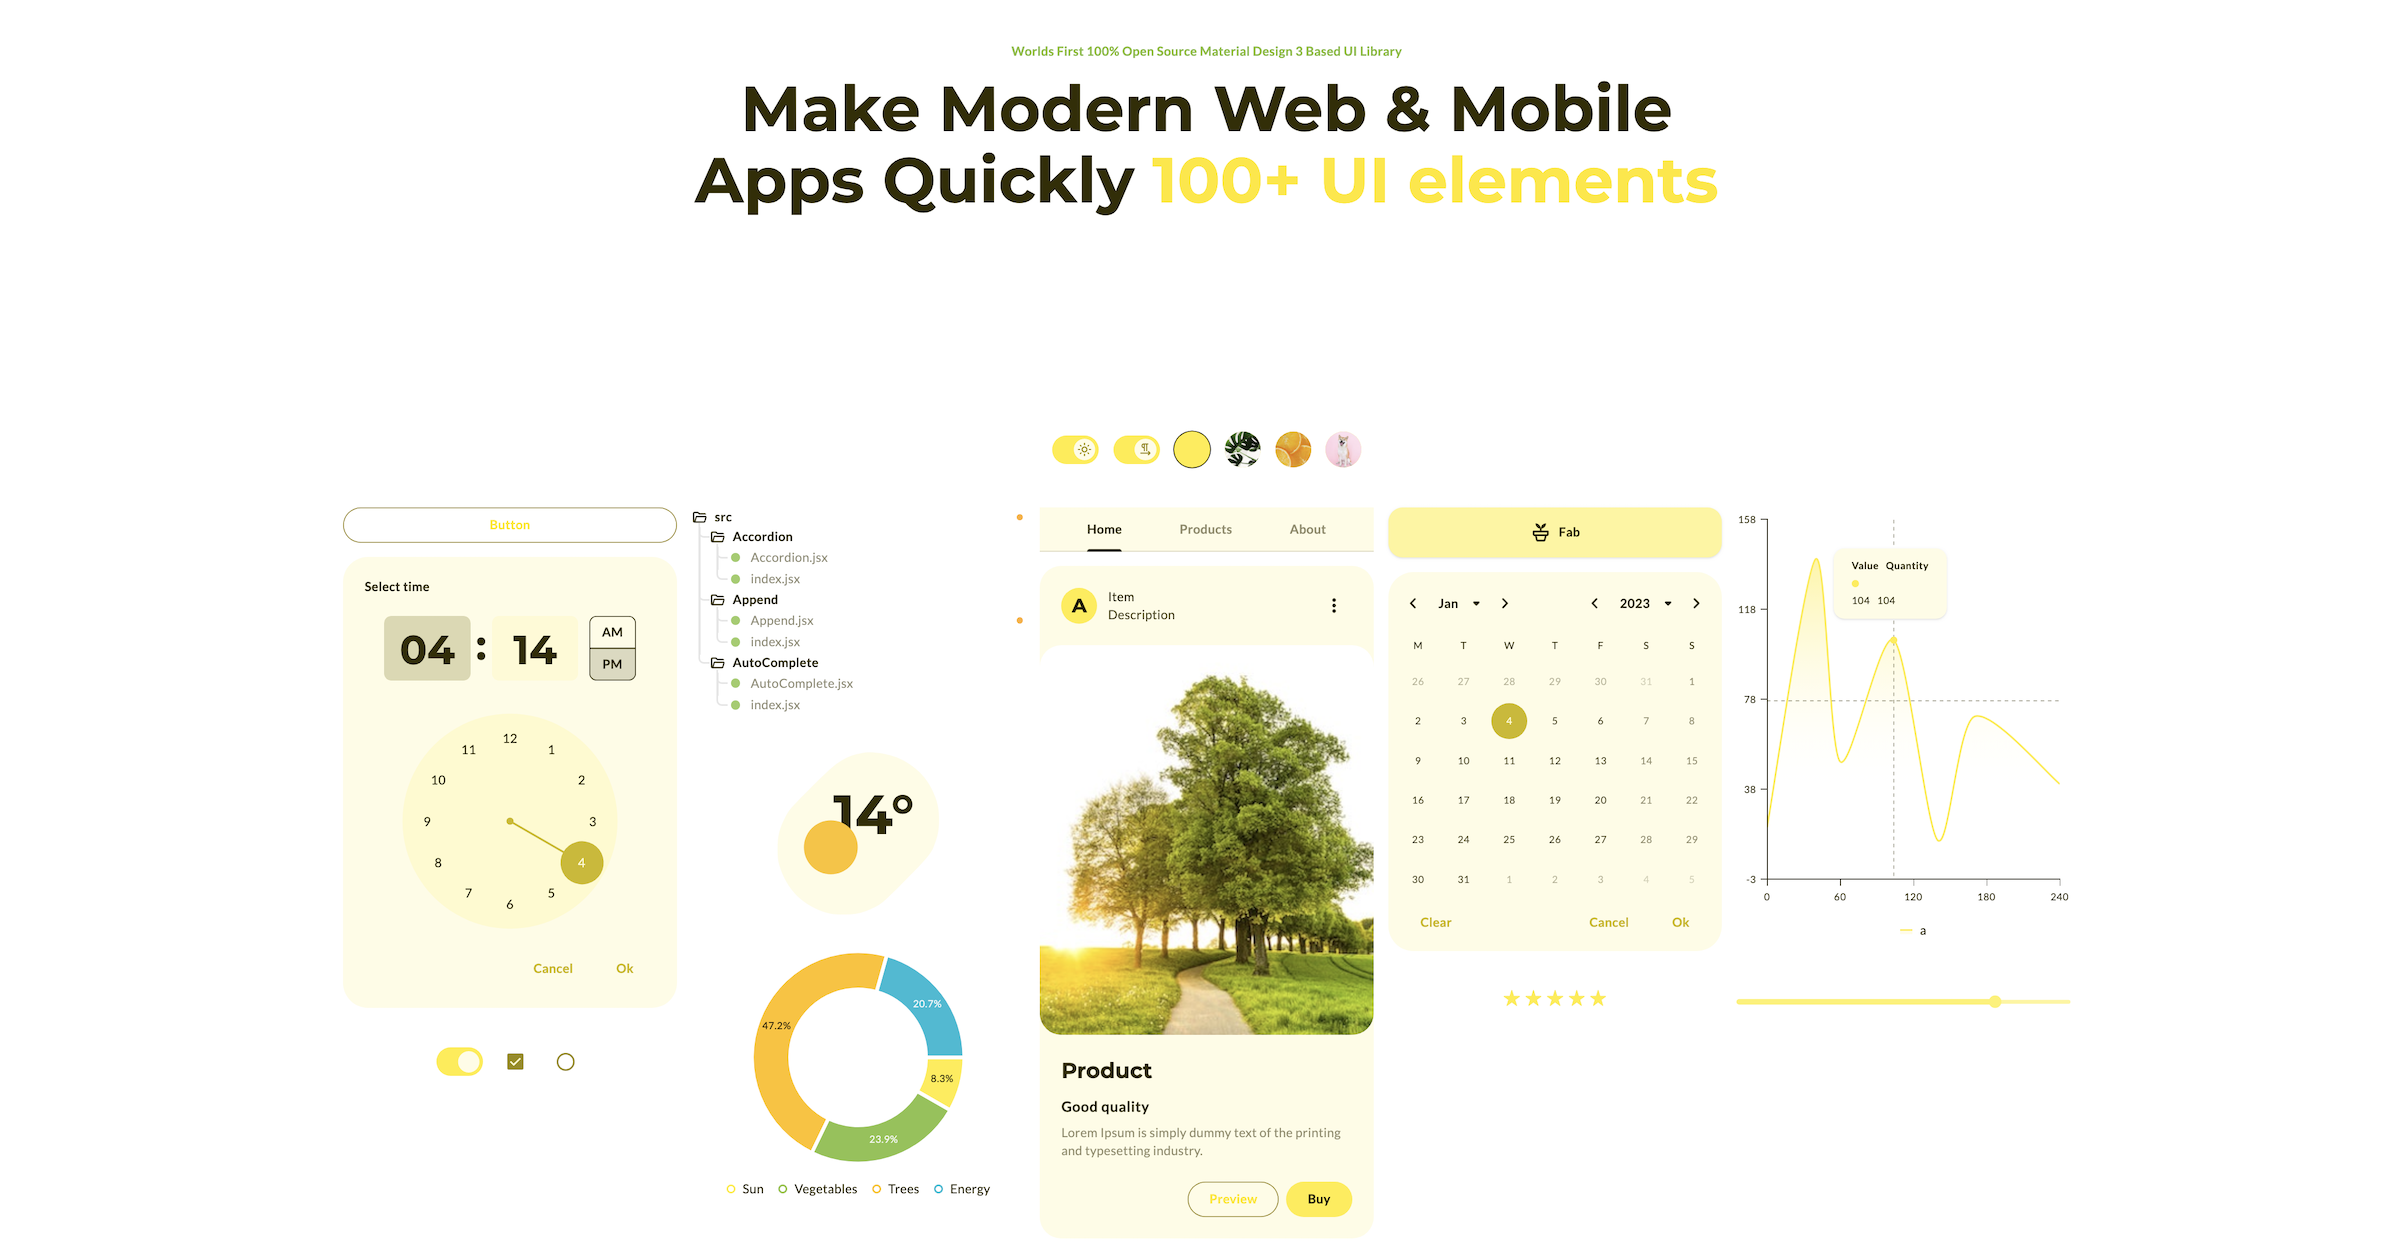 Worlds First 100% Open Source Material Design 3 Based UI Library
Make Modern Web & Mobile
Apps Quickly 100+ UI elements
Button
Select time
04 : 14
AM
PM
12
11 1
10 2
9 3
8 4
7 5
6
Cancel Ok
src
Accordion
Accordion.jsx
index.jsx
Append
Append.jsx
index.jsx
AutoComplete
AutoComplete.jsx
index.jsx
14°
20.7%
47.2%
8.3%
23.9%
Sun Vegetables Trees Energy
Home Products About
A
Item
Description
Product
Good quality
Lorem Ipsum is simply dummy text of the printing
and typesetting industry.
Preview Buy
Fab
Jan 2023
M T W T F S S
26 27 28 29 30 31 1
2 3 4 5 6 7 8
9 10 11 12 13 14 15
16 17 18 19 20 21 22
23 24 25 26 27 28 29
30 31 1 2 3 4 5
Clear Cancel Ok
158
118
78
38
-3
0 60 120 180 240
Value Quantity
104 104
a